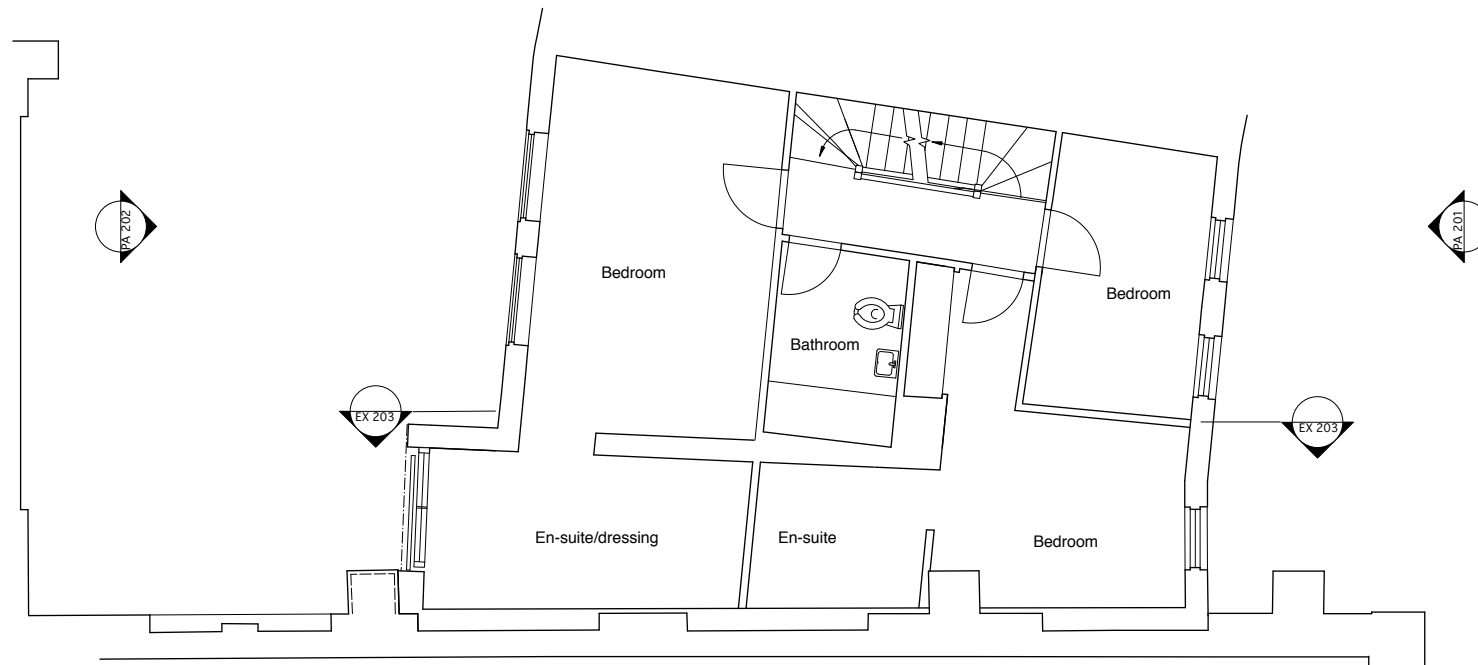 PA 202
PA 201
Bedroom
Bedroom
Bathroom
EX 203
EX 203
En-suite/dressing
En-suite
Bedroom